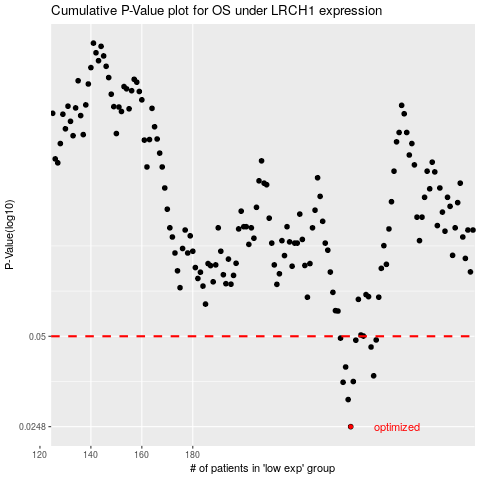 Cumulative P-Value plot for OS under LRCH1 expression
P-Value(log10)
0.05
0.0248
optimized
120 140 160 180
# of patients in 'low exp' group